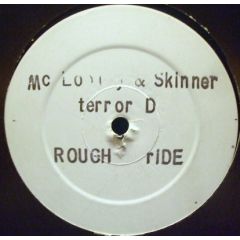 Mc & Skinner
terror D
ROUGH rIDE